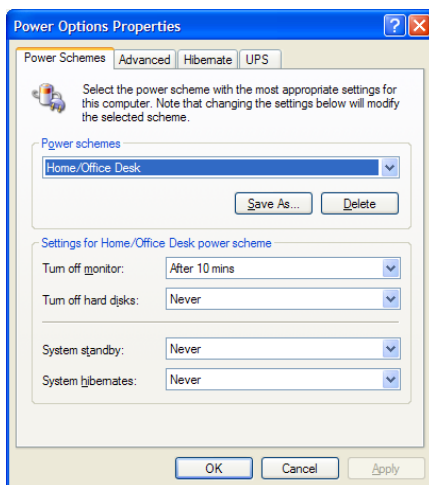 Power Options Properties
?
X
Power Schemes
Advanced
Hibernate
UPS
Select the power scheme with the most appropriate settings for
this computer. Note that changing the settings below will modify
the selected scheme.
Power schemes
Home/Office Desk
Save As...
Delete
Settings for Home/Office Desk power scheme
Turn off monitor:
After 10 mins
Turn off hard disks:
Never
System standby:
Never
System hibernates:
Never
OK
Cancel
Apply